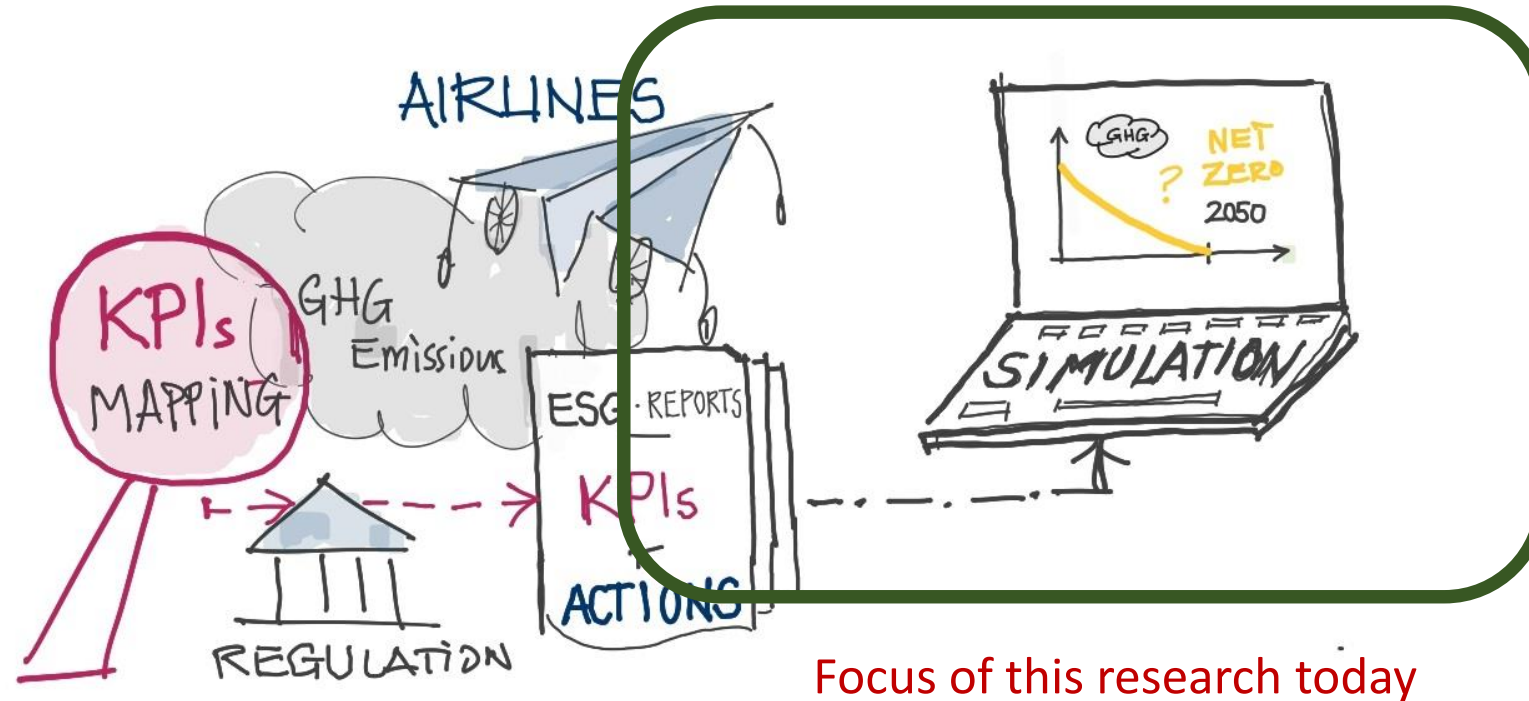 AIRLINES
KPIs
MAPPING
GHG
Emissions
REGULATION
ESG · REPORTS
KPIs
+
ACTIONS
GHG
NET
ZERO
?
2050
SIMULATION
Focus of this research today